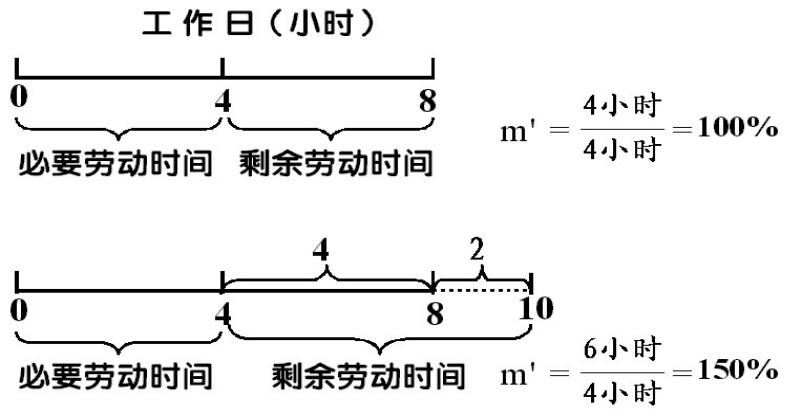 工作日（小时）
0 4 8
必要劳动时间 剩余劳动时间
m' = 4小时/4小时 = 100%
4 2
0 4 8 10
必要劳动时间 剩余劳动时间
m' = 6小时/4小时 = 150%